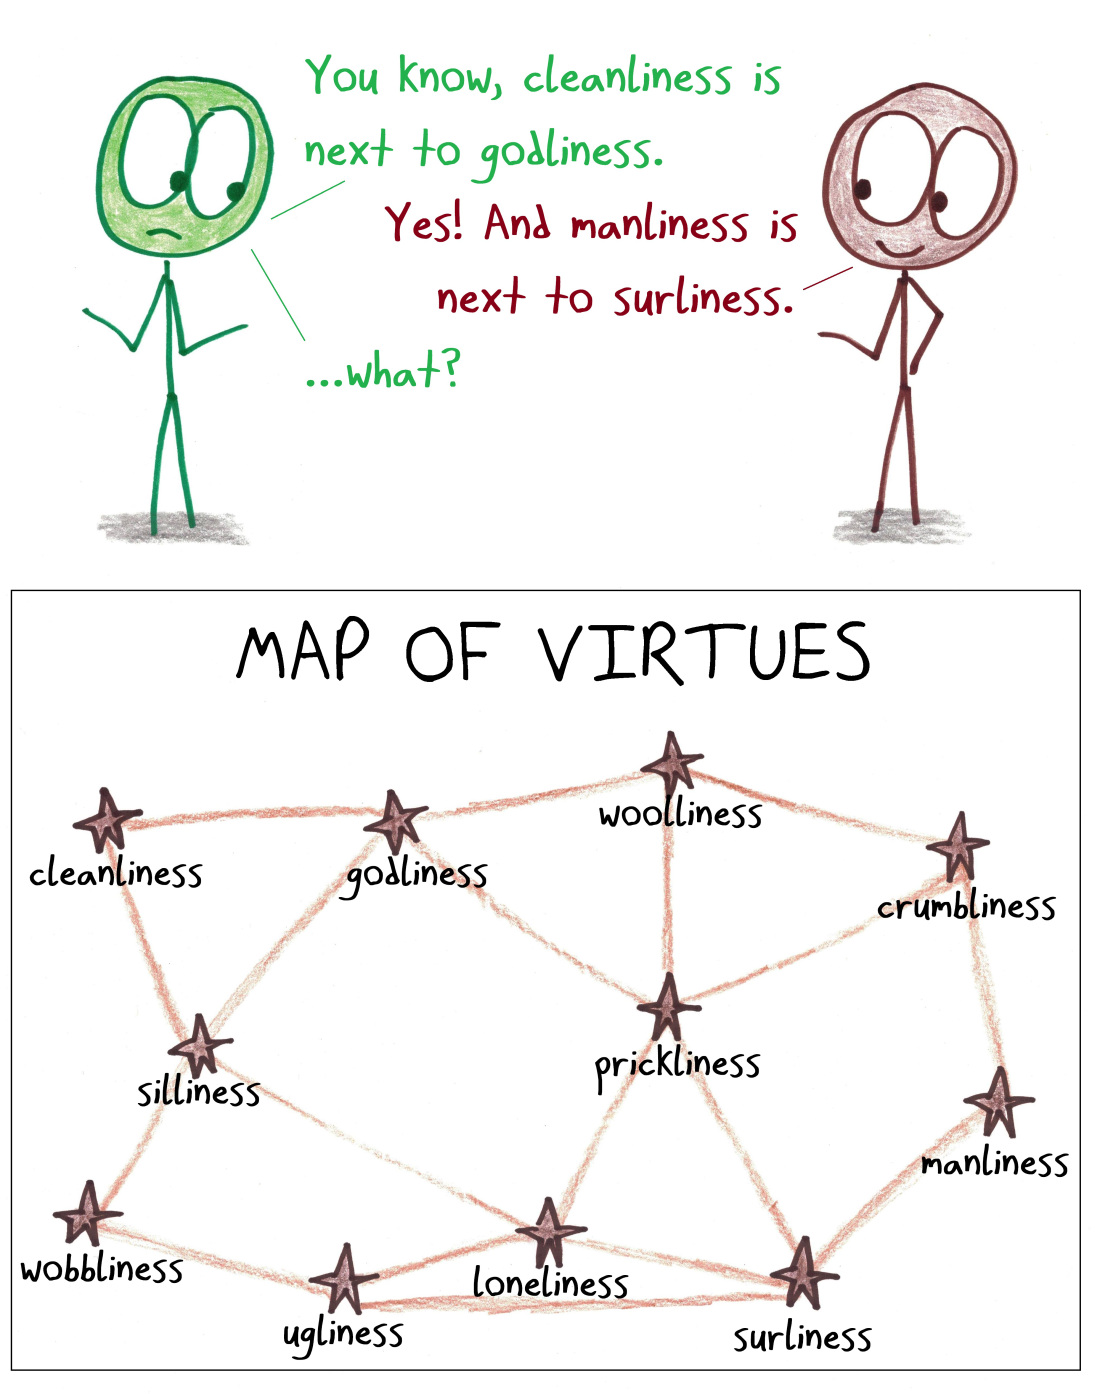 You know, cleanliness is
next to godliness.
Yes! And manliness is
next to surliness.
...what?
MAP OF VIRTUES
woolliness
cleanliness
godliness
crumbliness
prickliness
silliness
manliness
wobbliness
loneliness
ugliness
surliness